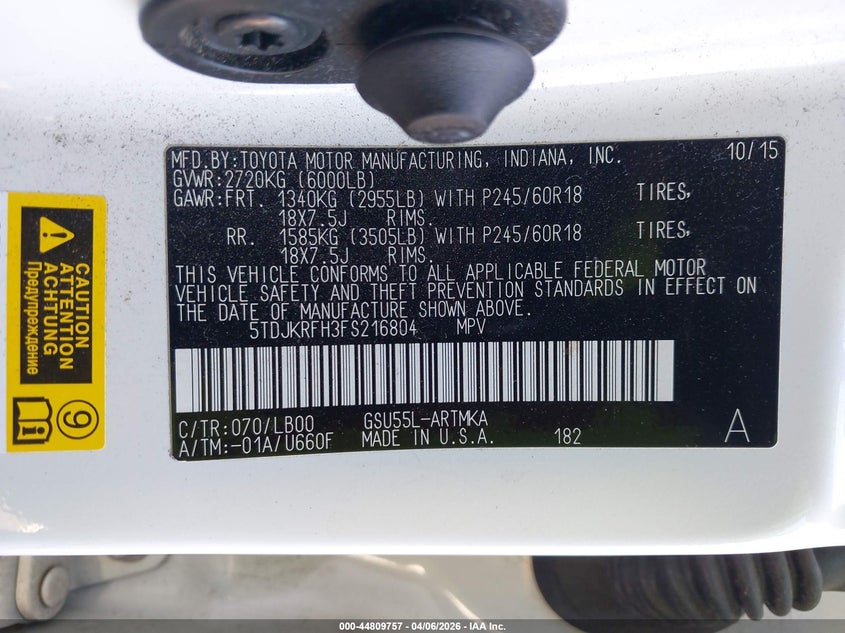 MFD.BY:TOYOTA MOTOR MANUFACTURING, INDIANA, INC. 10/15
GVWR:2720KG (6000LB)
GAWR:FRT. 1340KG (2955LB) WITH P245/60R18 TIRES,
18X7.5J RIMS.
RR. 1585KG (3505LB) WITH P245/60R18 TIRES,
18X7.5J RIMS.
THIS VEHICLE CONFORMS TO ALL APPLICABLE FEDERAL MOTOR
VEHICLE SAFETY AND THEFT PREVENTION STANDARDS IN EFFECT ON
THE DATE OF MANUFACTURE SHOWN ABOVE.
5TDJKRFH3FS216804 MPV
C/TR:070/LB00 GSU55L-ARTMKA
A/TM:-01A/U660F MADE IN U.S.A. 182 A
CAUTION
ATTENTION
ACHTUNG
Предупреждение
9
000-44809757 - 04/06/2026 - IAA Inc.